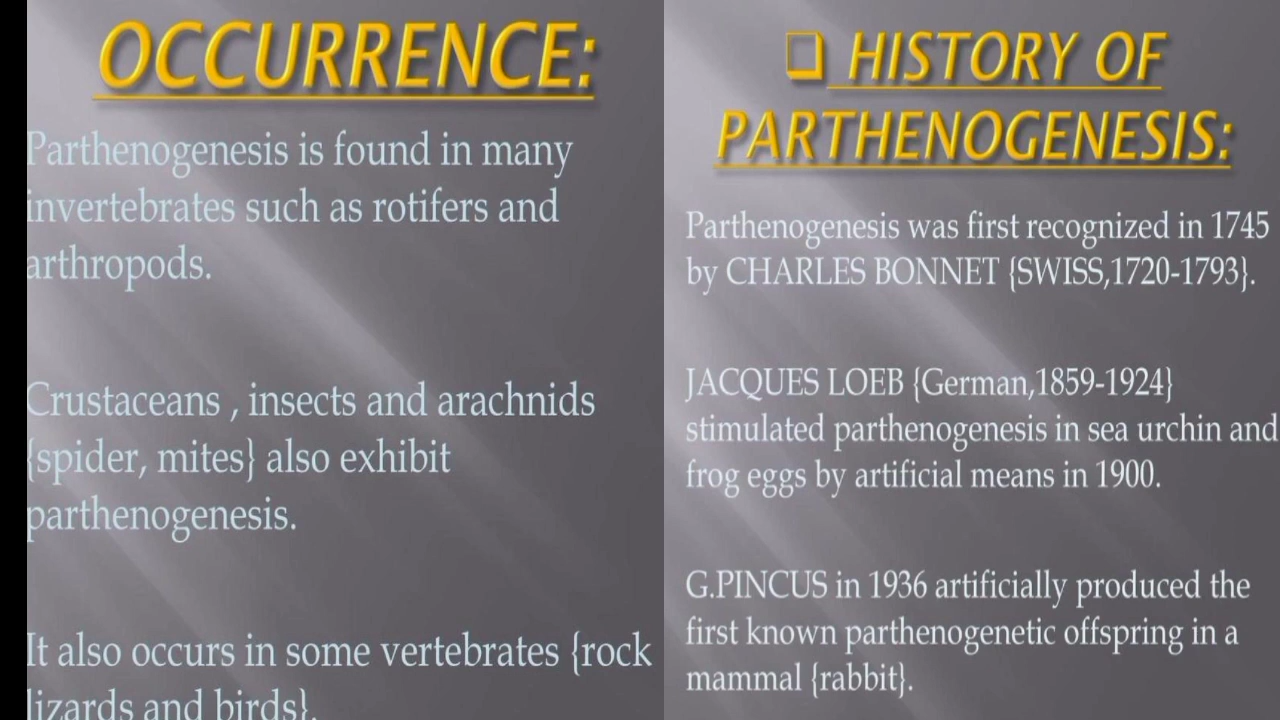 OCCURRENCE:
Parthenogenesis is found in many
invertebrates such as rotifers and
arthropods.
Crustaceans , insects and arachnids
{spider, mites} also exhibit
parthenogenesis.
It also occurs in some vertebrates {rock
lizards and birds}.
❑ HISTORY OF
PARTHENOGENESIS:
Parthenogenesis was first recognized in 1745
by CHARLES BONNET {SWISS,1720-1793}.
JACQUES LOEB {German,1859-1924}
stimulated parthenogenesis in sea urchin and
frog eggs by artificial means in 1900.
G.PINCUS in 1936 artificially produced the
first known parthenogenetic offspring in a
mammal {rabbit}.